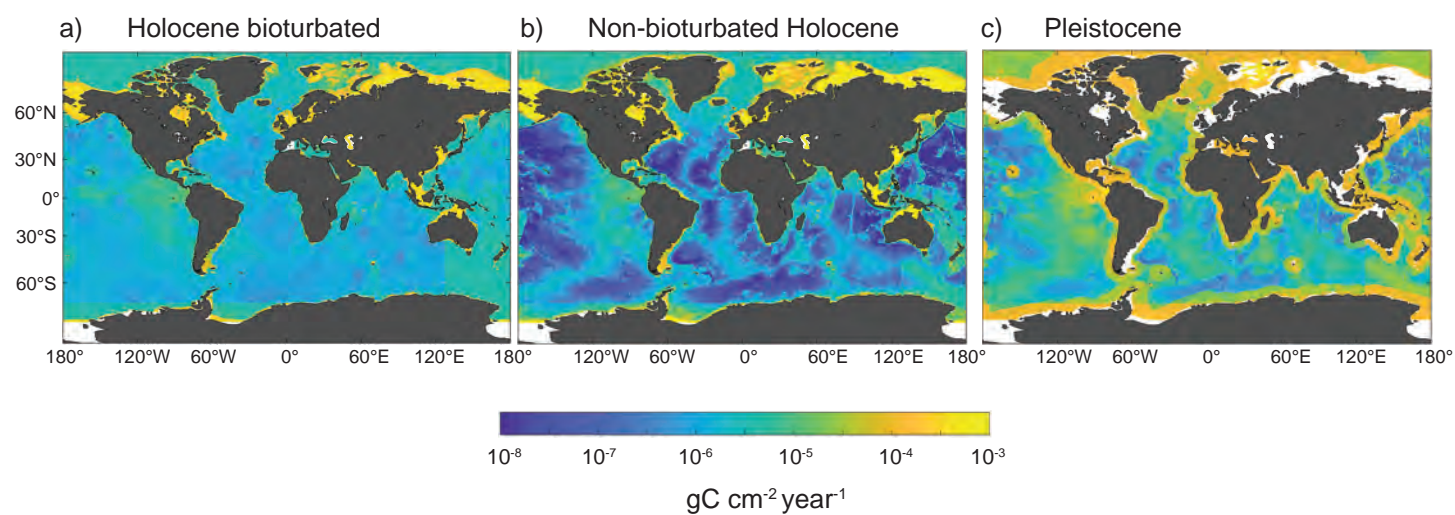 a) Holocene bioturbated
b) Non-bioturbated Holocene
c) Pleistocene
60°N
30°N
0°
30°S
60°S
180° 120°W 60°W 0° 60°E 120°E 180°
120°W 60°W 0° 60°E 120°E 180°
120°W 60°W 0° 60°E 120°E 180°
10⁻⁸ 10⁻⁷ 10⁻⁶ 10⁻⁵ 10⁻⁴ 10⁻³
gC cm⁻² year⁻¹